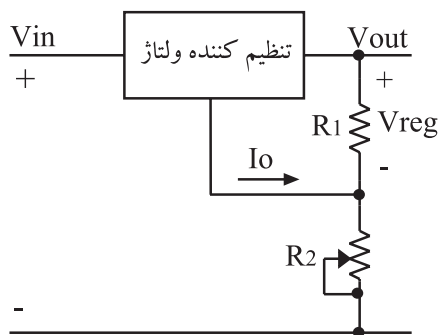 Vin
تنظیم کننده ولتاژ
Vout
+
+
R1
Vreg
-
Io
R2
-